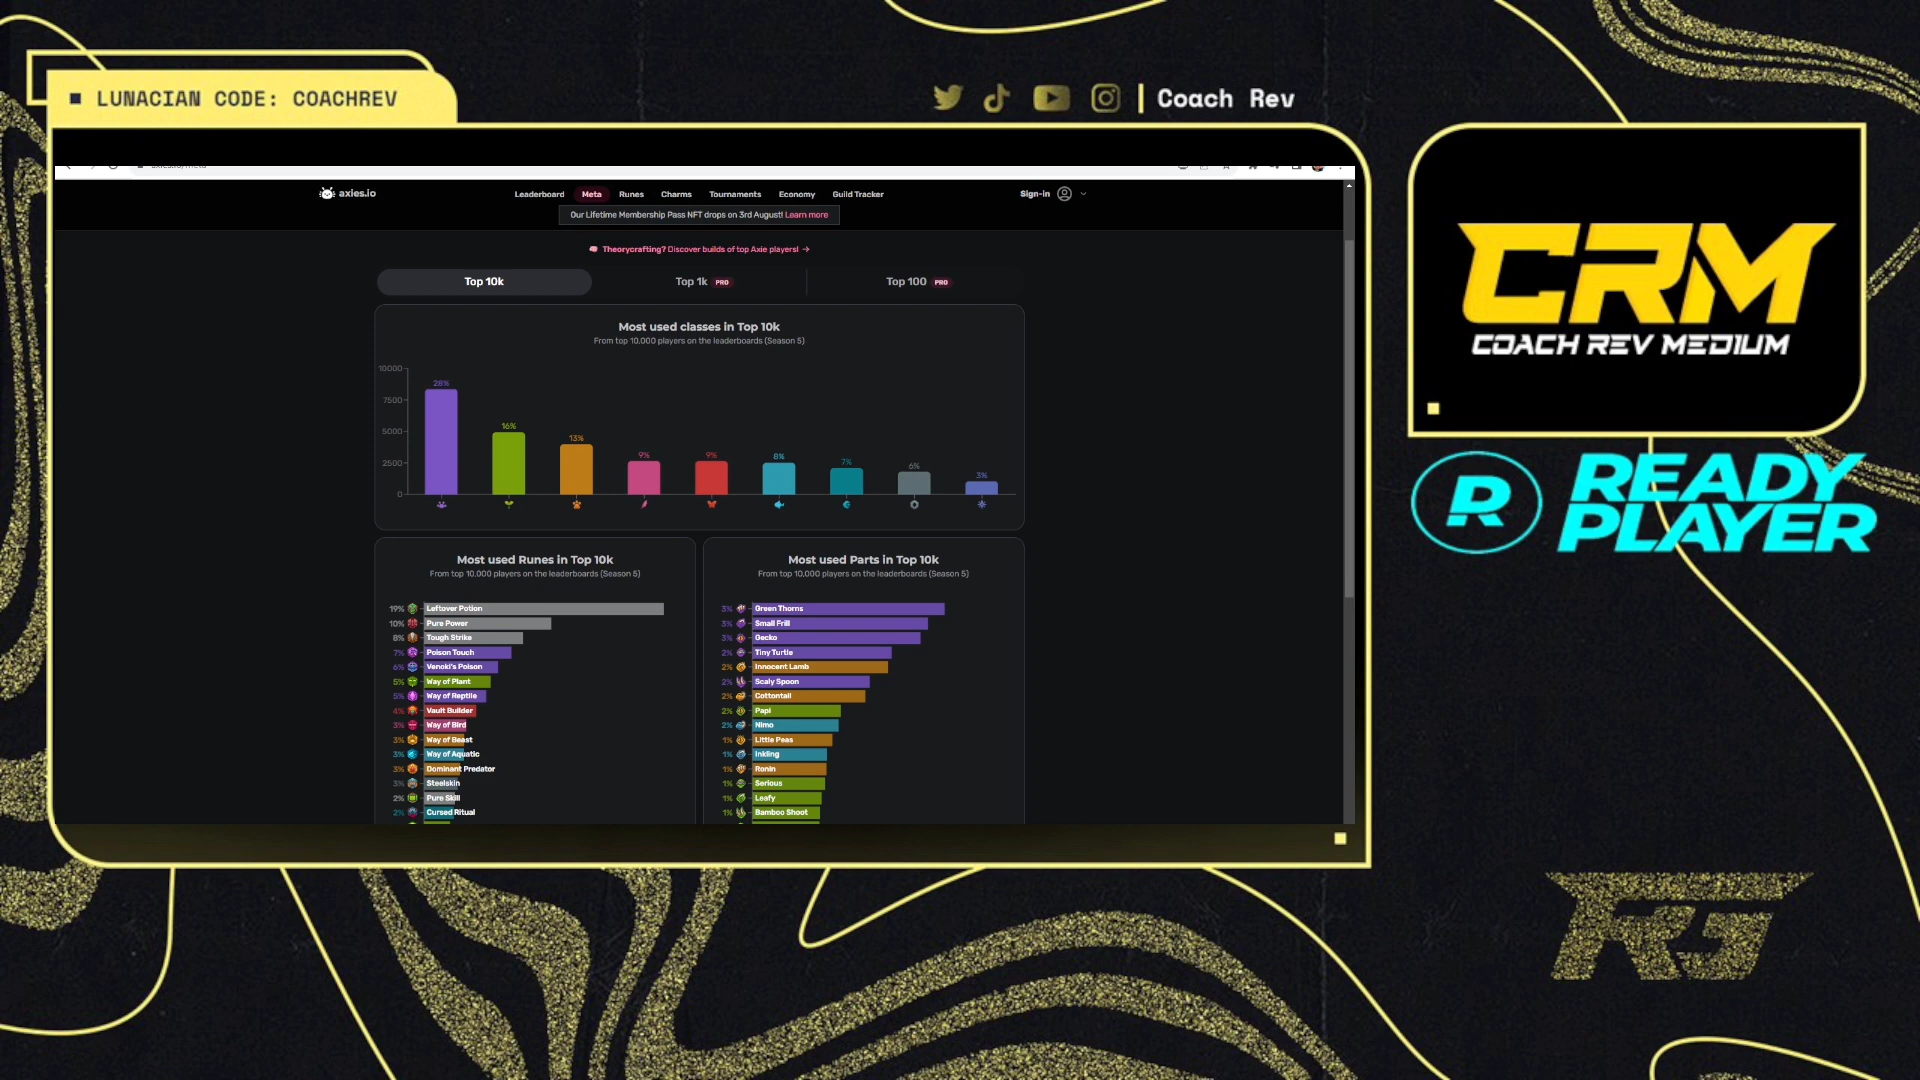 LUNACIAN CODE: COACHREV
Coach Rev
axies.io
Leaderboard Meta Runes Charms Tournaments Economy Guild Tracker
Sign-in
Our Lifetime Membership Pass NFT drops on 3rd August! Learn more
Theorycrafting? Discover builds of top Axie players! →
Top 10k Top 1k PRO Top 100 PRO
Most used classes in Top 10k
From top 10,000 players on the leaderboards (Season 5)
10000
7500
5000
2500
0
28% 16% 13% 9% 9% 8% 7% 6% 3%
Most used Runes in Top 10k
From top 10,000 players on the leaderboards (Season 5)
19% Leftover Potion
10% Pure Power
8% Tough Strike
7% Poison Touch
6% Venoki's Poison
5% Way of Plant
5% Way of Reptile
4% Vault Builder
3% Way of Bird
3% Way of Beast
3% Way of Aquatic
3% Dominant Predator
3% Steelskin
2% Pure Skill
2% Cursed Ritual
Most used Parts in Top 10k
From top 10,000 players on the leaderboards (Season 5)
3% Green Thorns
3% Small Frill
3% Gecko
2% Tiny Turtle
2% Innocent Lamb
2% Scaly Spoon
2% Cottontail
2% Papi
2% Nimo
1% Little Peas
1% Inkling
1% Ronin
1% Serious
1% Leafy
1% Bamboo Shoot
CRM
COACH REV MEDIUM
R READY
PLAYER